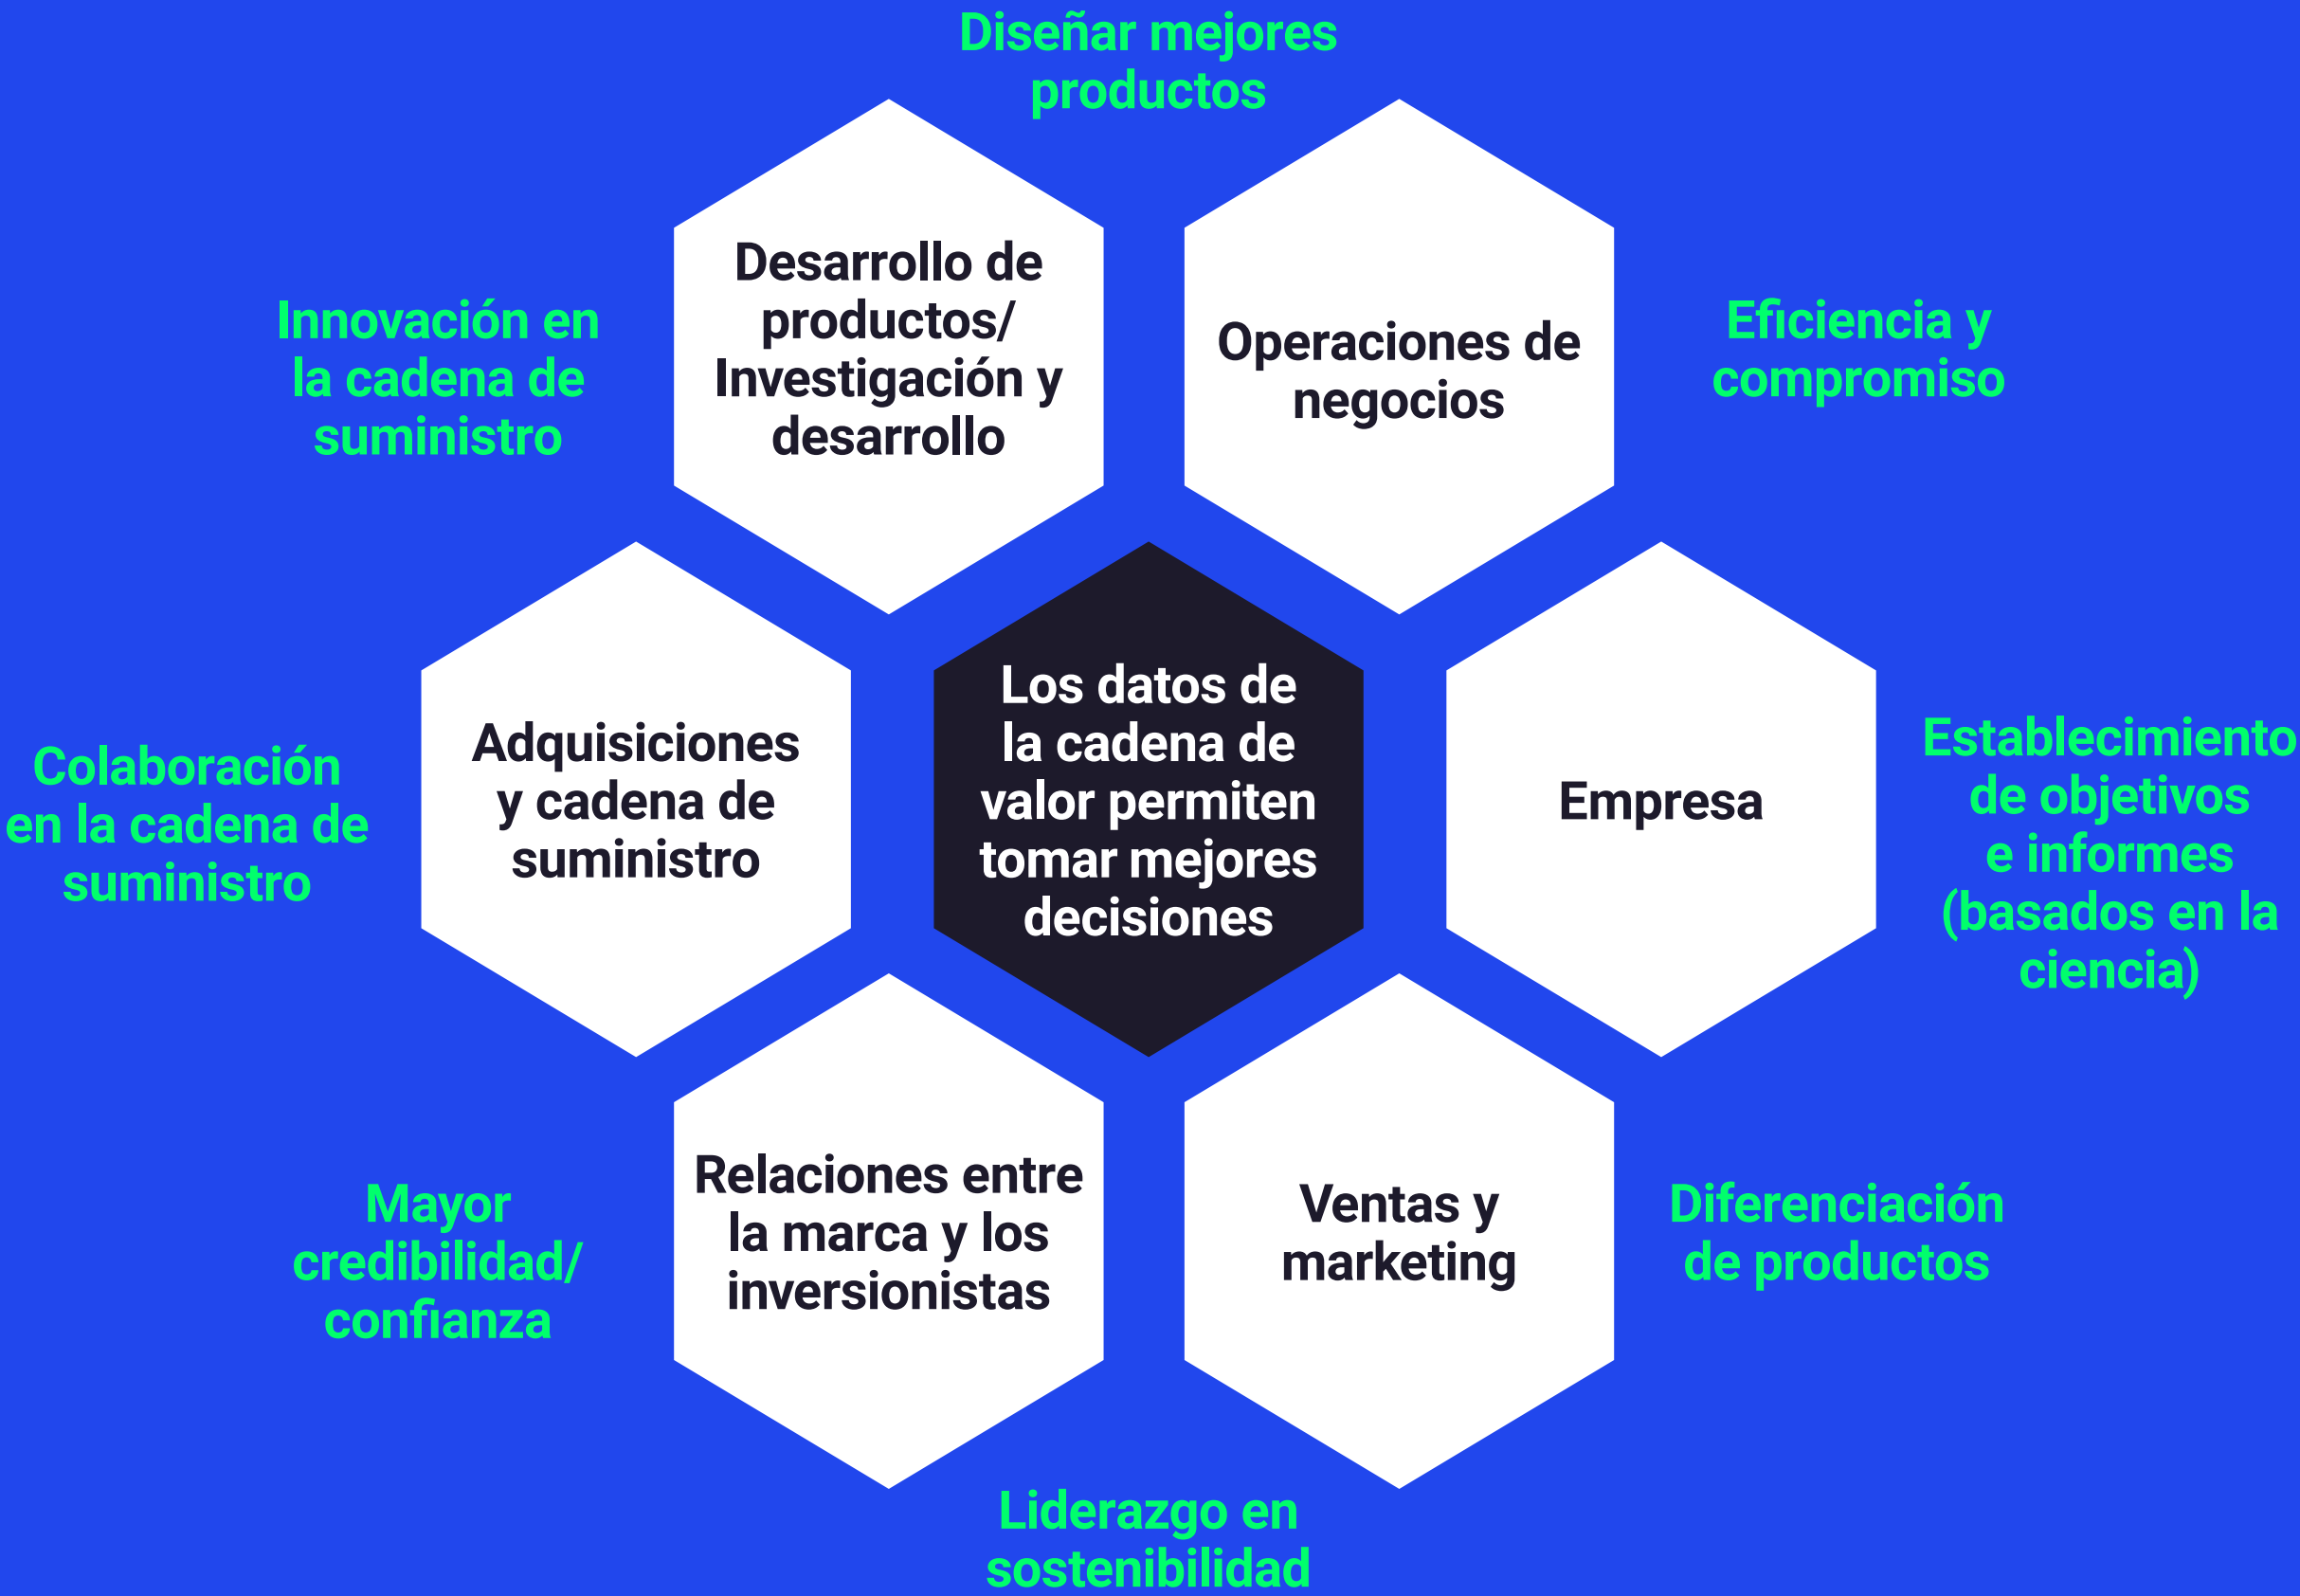 Diseñar mejores
productos
Desarrollo de
productos/
Investigación y
desarrollo
Operaciones de
negocios
Innovación en
la cadena de
suministro
Eficiencia y
compromiso
Adquisiciones
y cadena de
suministro
Los datos de
la cadena de
valor permiten
tomar mejores
decisiones
Empresa
Colaboración
en la cadena de
suministro
Establecimiento
de objetivos
e informes
(basados en la
ciencia)
Relaciones entre
la marca y los
inversionistas
Ventas y
marketing
Mayor
credibilidad/
confianza
Diferenciación
de productos
Liderazgo en
sostenibilidad